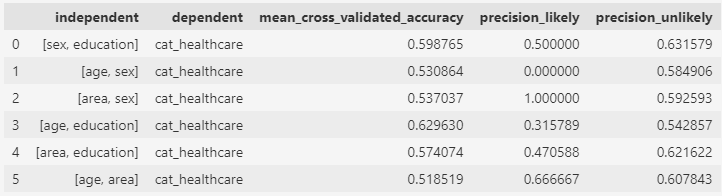 independent dependent mean_cross_validated_accuracy precision_likely precision_unlikely
0 [sex, education] cat_healthcare 0.598765 0.500000 0.631579
1 [age, sex] cat_healthcare 0.530864 0.000000 0.584906
2 [area, sex] cat_healthcare 0.537037 1.000000 0.592593
3 [age, education] cat_healthcare 0.629630 0.315789 0.542857
4 [area, education] cat_healthcare 0.574074 0.470588 0.621622
5 [age, area] cat_healthcare 0.518519 0.666667 0.607843